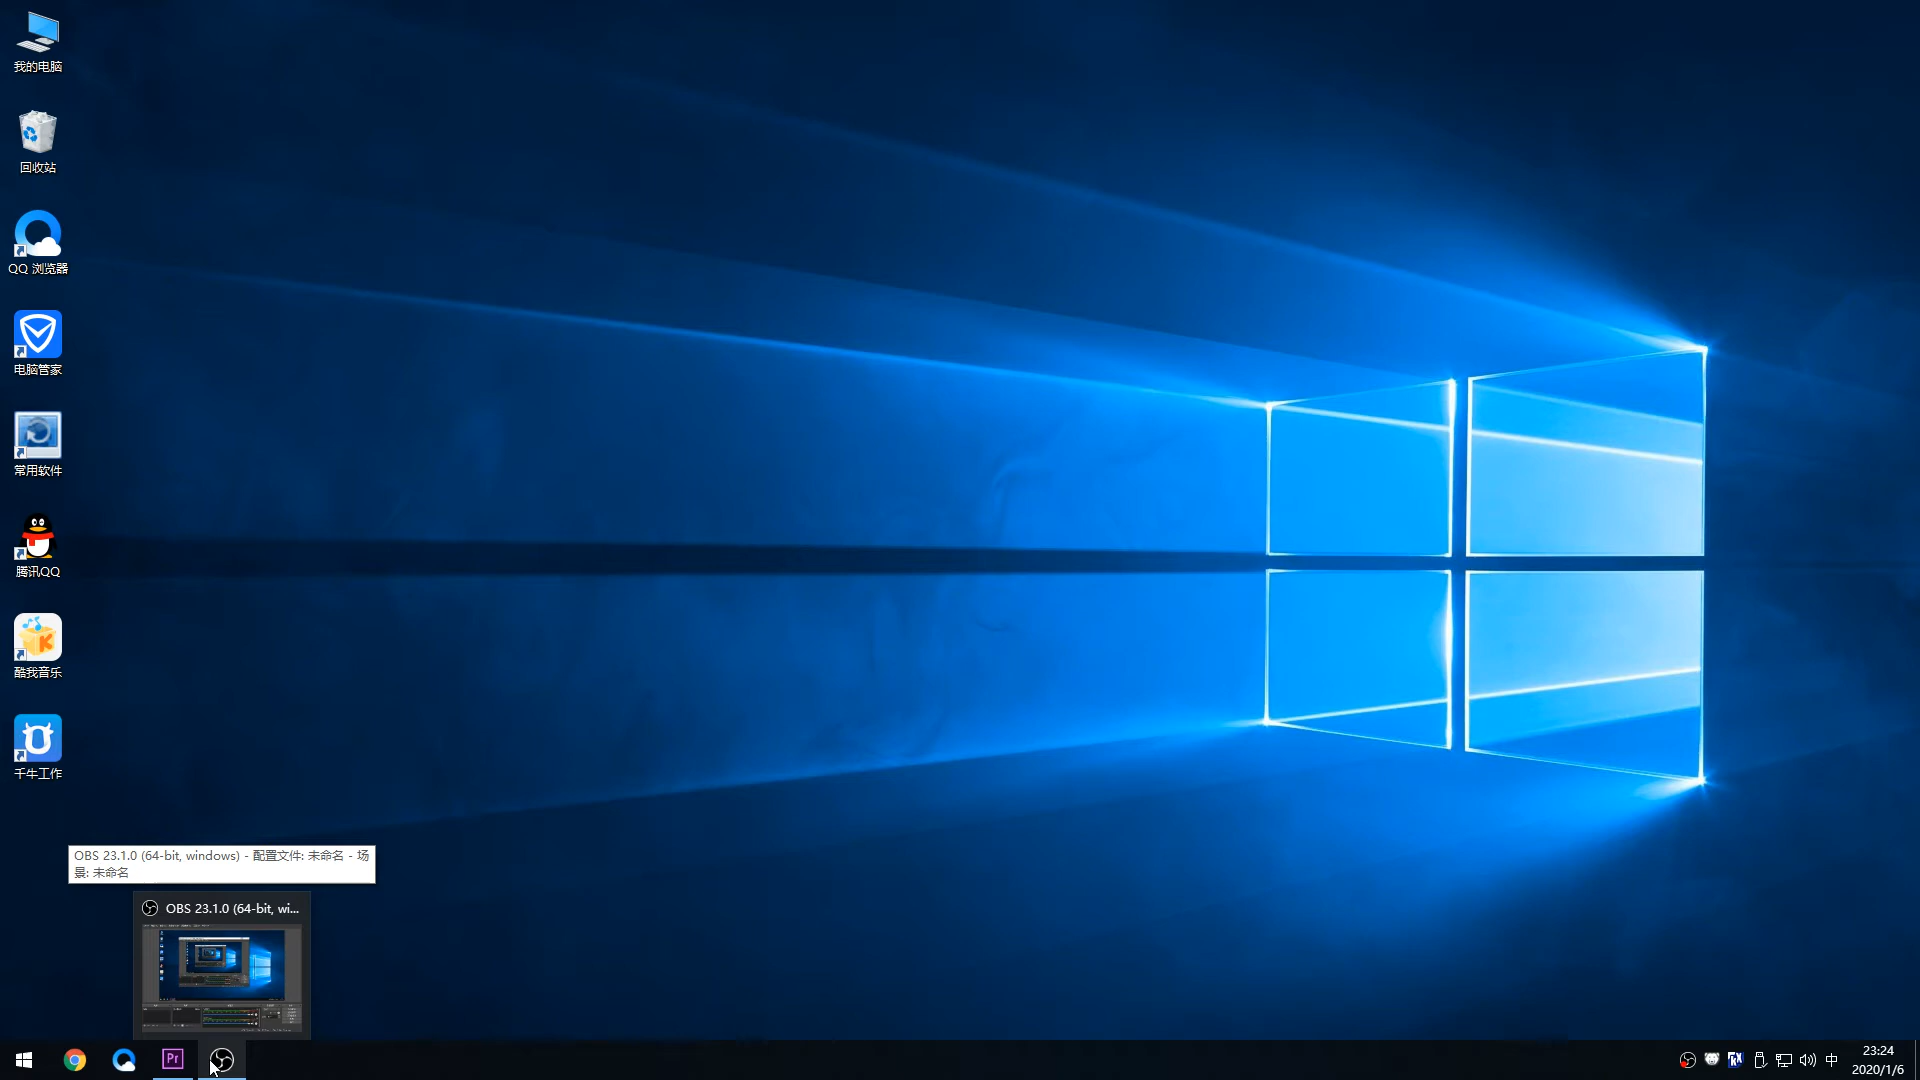 我的电脑
回收站
QQ 浏览器
电脑管家
常用软件
腾讯QQ
酷我音乐
千牛工作
OBS 23.1.0 (64-bit, windows) - 配置文件: 未命名 - 场
景: 未命名
OBS 23.1.0 (64-bit, wi...
Pr
中
23:24
2020/1/6